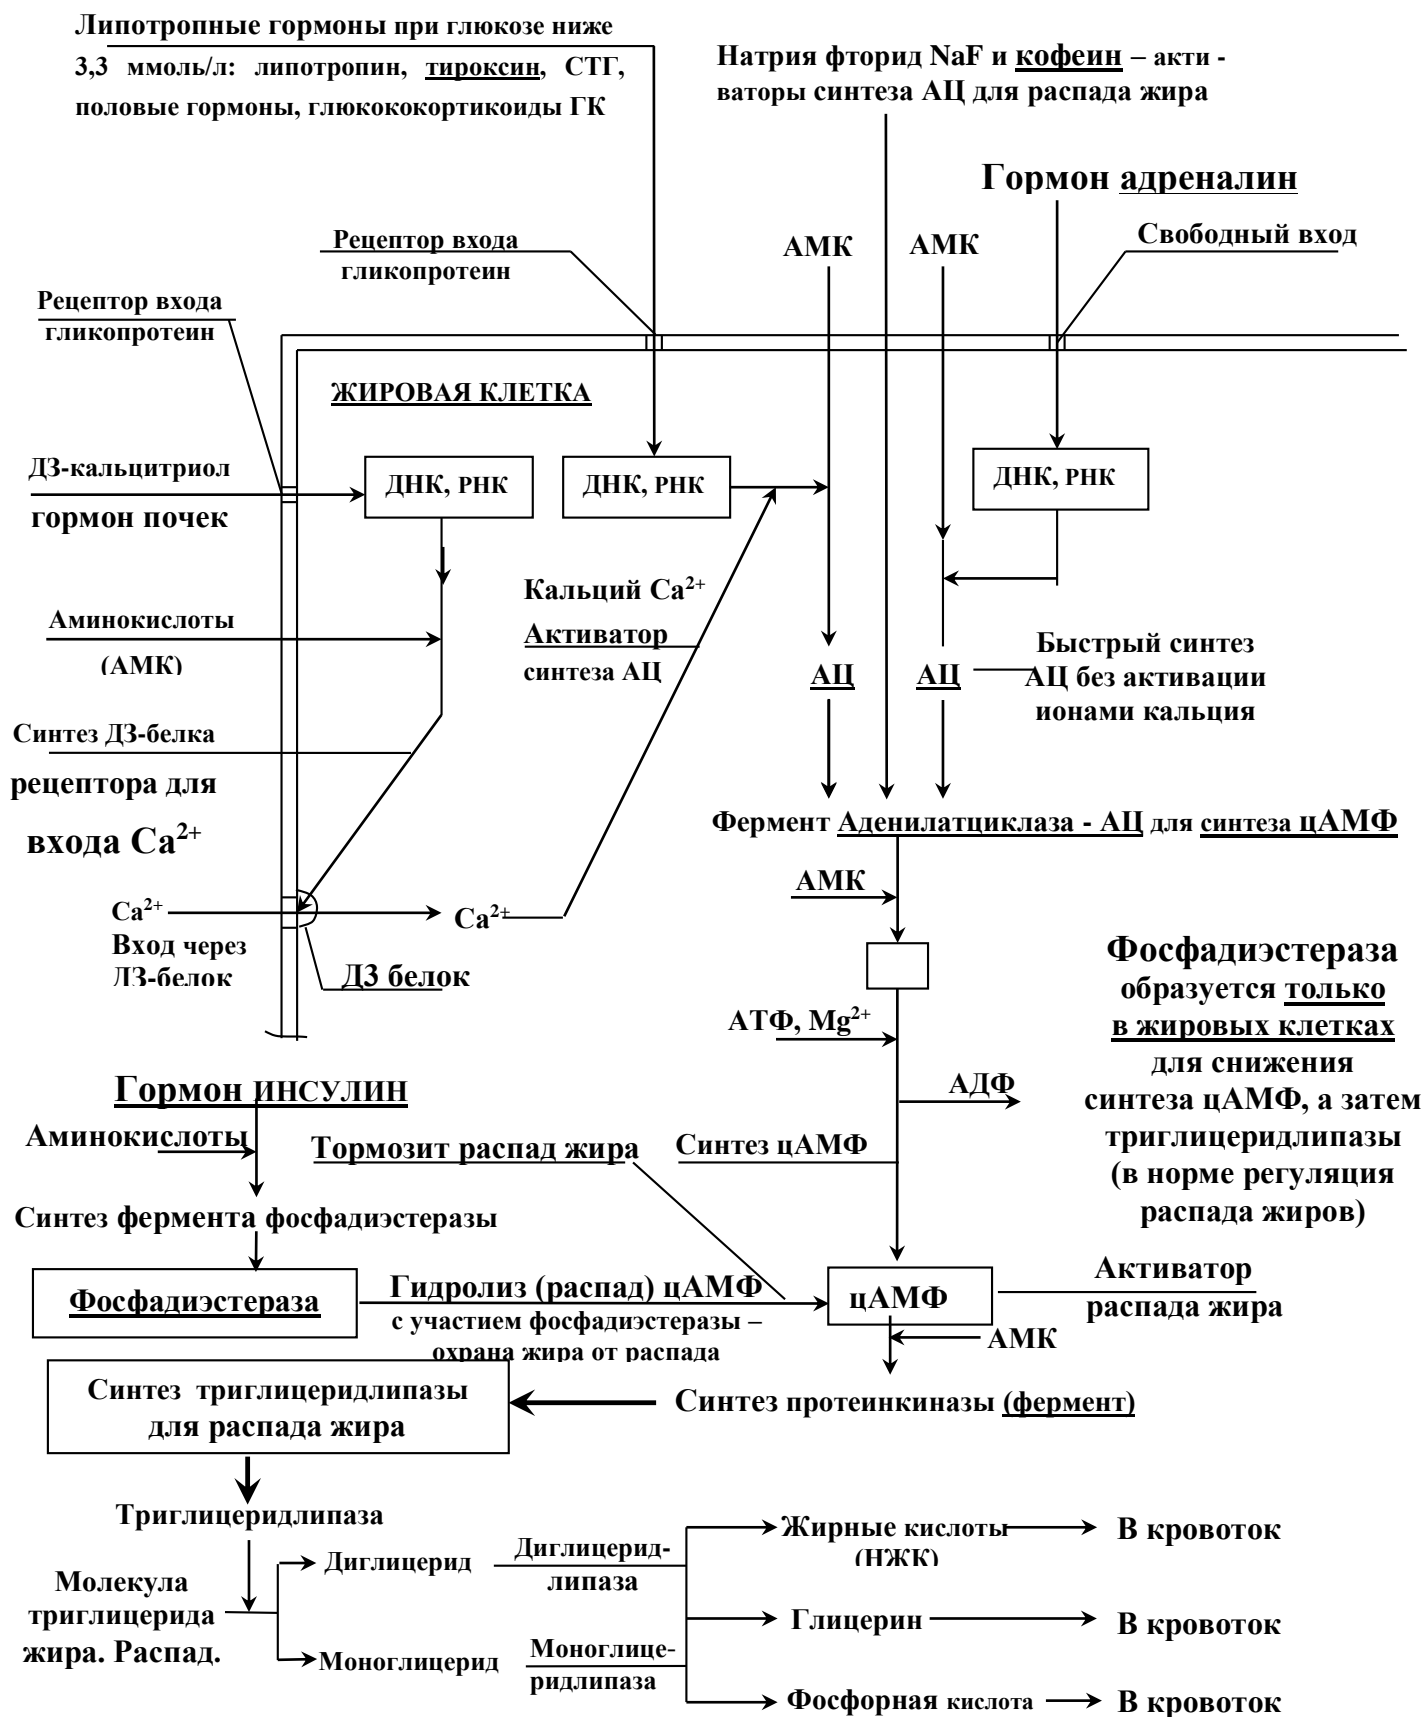 Липотропные гормоны при глюкозе ниже
3,3 ммоль/л: липотропин, тироксин, СТГ,
половые гормоны, глюкококортикоиды ГК
Натрия фторид NaF и кофеин – акти -
ваторы синтеза АЦ для распада жира
Гормон адреналин
Рецептор входа
гликопротеин
АМК
АМК
Свободный вход
Рецептор входа
гликопротеин
ЖИРОВАЯ КЛЕТКА
Д3-кальцитриол
гормон почек
ДНК, РНК
ДНК, РНК
ДНК, РНК
Кальций Ca²⁺
Активатор
синтеза АЦ
Аминокислоты
(АМК)
АЦ
АЦ
Быстрый синтез
АЦ без активации
ионами кальция
Синтез Д3-белка
рецептора для
входа Ca²⁺
Фермент Аденилатциклаза - АЦ для синтеза цАМФ
АМК
Ca²⁺
Вход через
Д3-белок
Ca²⁺
Д3 белок
Фосфадиэстераза
образуется только
в жировых клетках
для снижения
синтеза цАМФ, а затем
триглицеридлипазы
(в норме регуляция
распада жиров)
АТФ, Mg²⁺
АДФ
Гормон ИНСУЛИН
Аминокислоты
Тормозит распад жира
Синтез цАМФ
Синтез фермента фосфадиэстеразы
Фосфадиэстераза
Гидролиз (распад) цАМФ
с участием фосфадиэстеразы –
охрана жира от распада
цАМФ
Активатор
распада жира
АМК
Синтез триглицеридлипазы
для распада жира
Синтез протеинкиназы (фермент)
Триглицеридлипаза
Молекула
триглицерида
жира. Распад.
Диглицерид
Диглицерид-
липаза
Моноглицерид
Моноглице-
ридлипаза
Жирные кислоты
(НЖК)
В кровоток
Глицерин
В кровоток
Фосфорная кислота
В кровоток